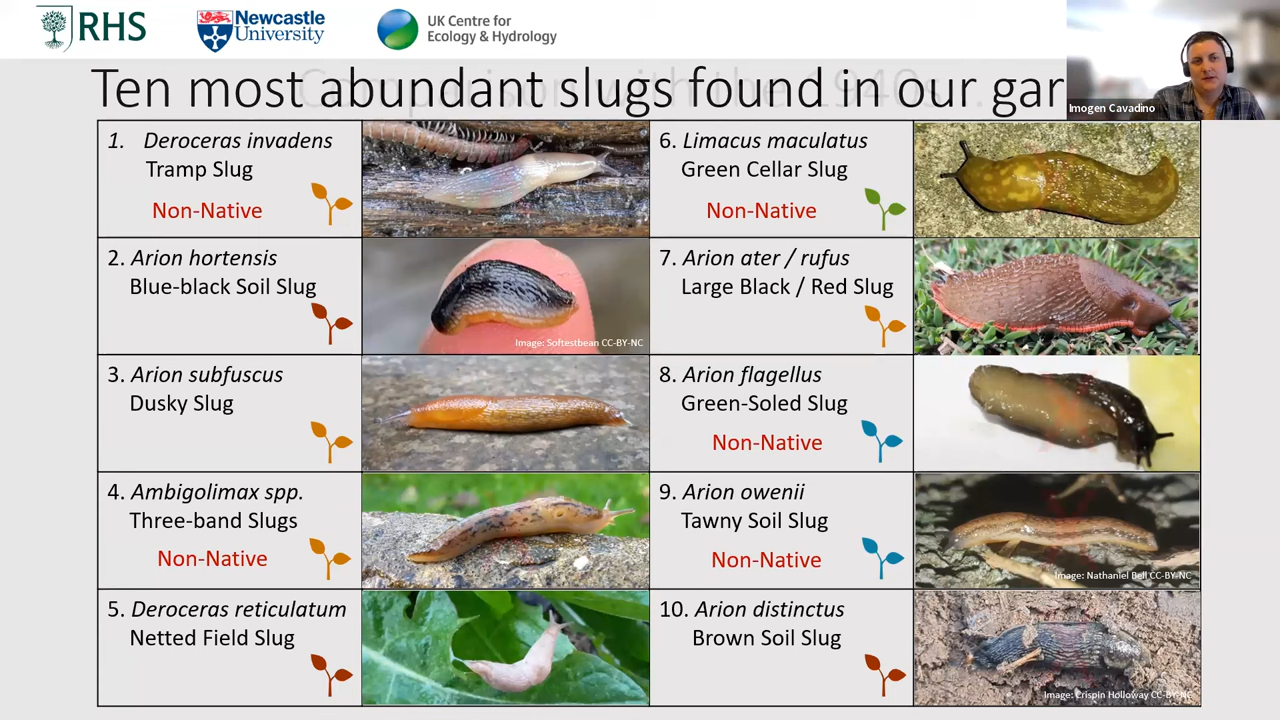 RHS
Newcastle
University
UK Centre for
Ecology & Hydrology
Ten most abundant slugs found in our gar
Imogen Cavadino
1. Deroceras invadens
Tramp Slug
Non-Native
2. Arion hortensis
Blue-black Soil Slug
Image: Softestbean CC-BY-NC
3. Arion subfuscus
Dusky Slug
4. Ambigolimax spp.
Three-band Slugs
Non-Native
5. Deroceras reticulatum
Netted Field Slug
6. Limacus maculatus
Green Cellar Slug
Non-Native
7. Arion ater / rufus
Large Black / Red Slug
8. Arion flagellus
Green-Soled Slug
Non-Native
9. Arion owenii
Tawny Soil Slug
Non-Native
Image: Nathaniel Bell CC-BY-NC
10. Arion distinctus
Brown Soil Slug
Image: Crispin Holloway CC-BY-NC